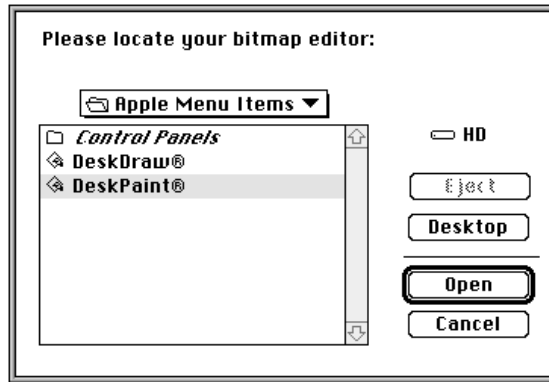 Please locate your bitmap editor:
Apple Menu Items
Control Panels
DeskDraw®
DeskPaint®
HD
Eject
Desktop
Open
Cancel